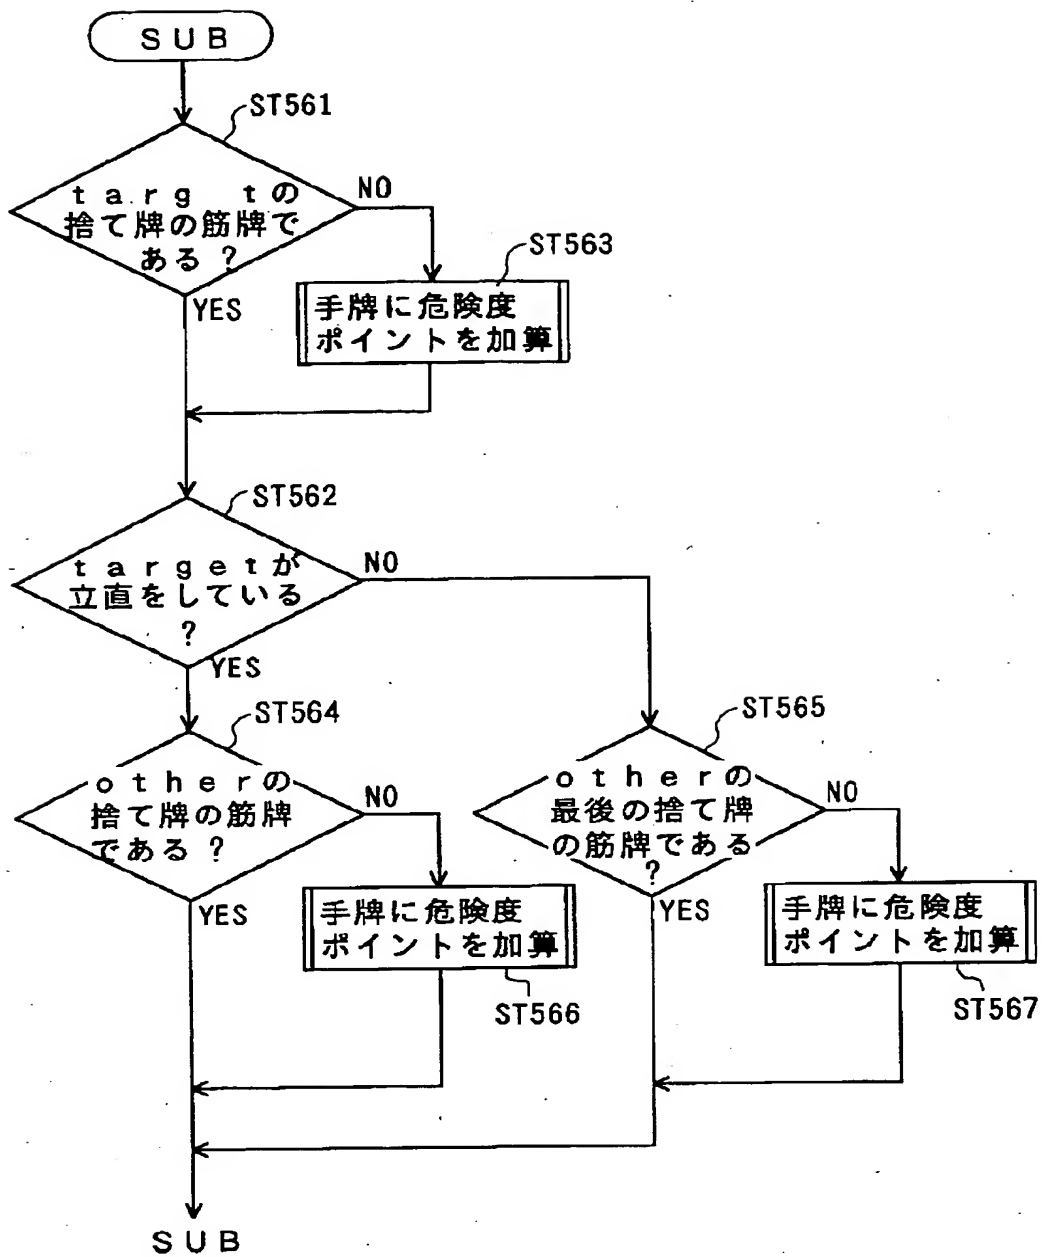 SUB
ST561
targ tの
捨て牌の筋牌で
ある？
NO
YES
ST563
手牌に危険度
ポイントを加算
ST562
targetが
立直をしている
？
NO
YES
ST564
otherの
捨て牌の筋牌
である？
NO
YES
ST565
otherの
最後の捨て牌
の筋牌である
？
NO
YES
手牌に危険度
ポイントを加算
ST566
手牌に危険度
ポイントを加算
ST567
SUB